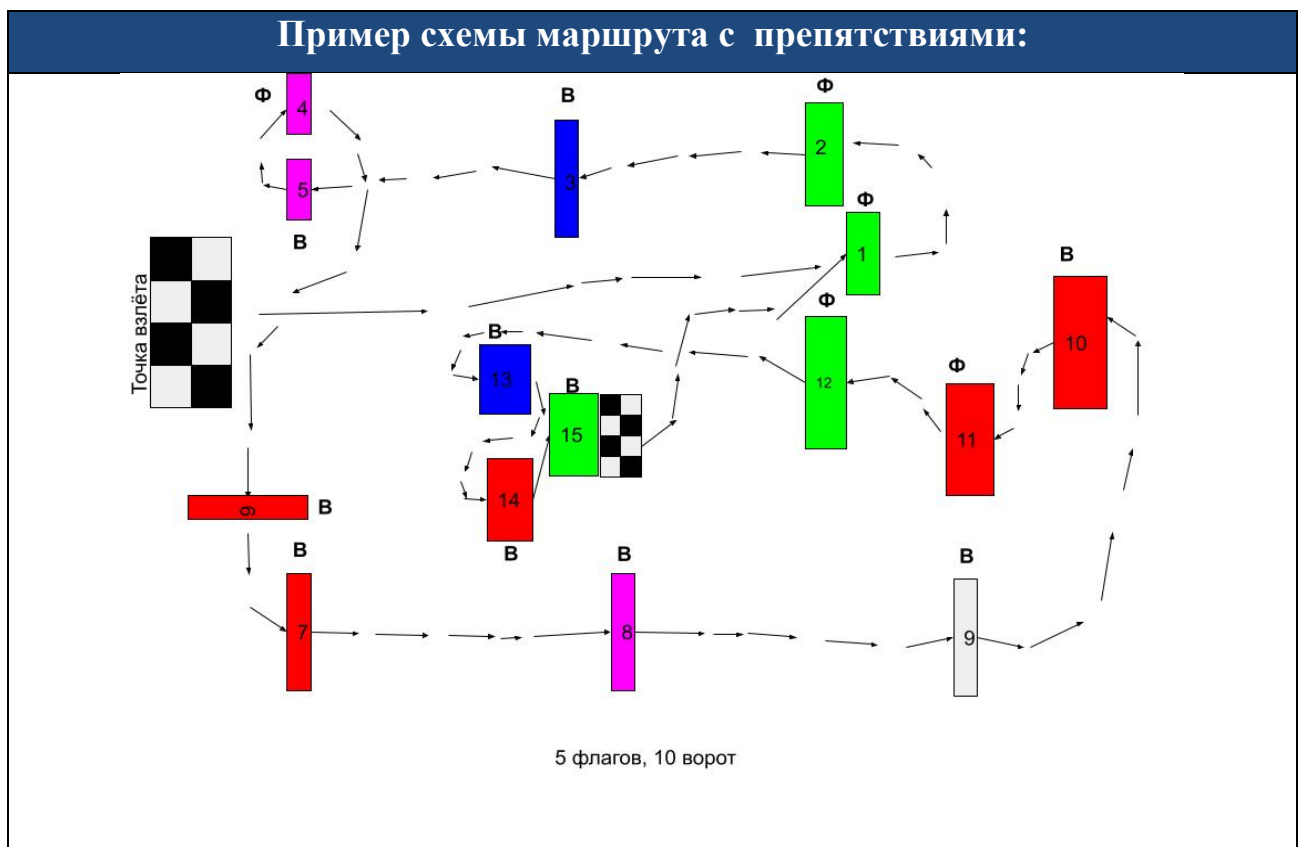 Пример схемы маршрута с препятствиями:
Ф
4
В
Ф
2
5
3
Ф
1
В
В
10
Точка взлёта
Ф
12
В
13
Ф
11
В
15
14
В
6
В
В
7
В
8
В
9
5 флагов, 10 ворот